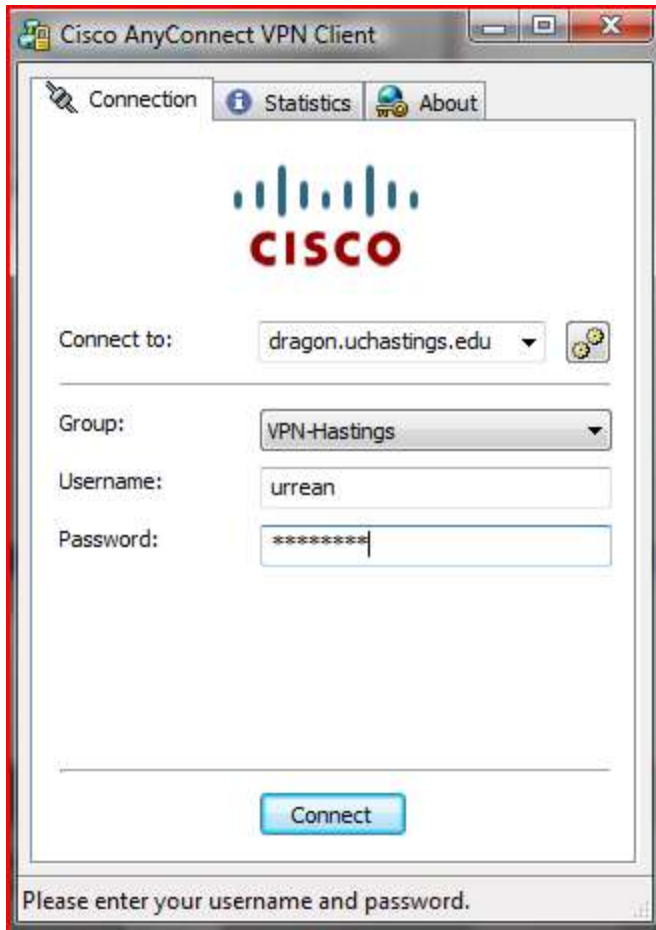 Cisco AnyConnect VPN Client
Connection Statistics About
CISCO
Connect to: dragon.uchastings.edu
Group: VPN-Hastings
Username: urrean
Password: ********
Connect
Please enter your username and password.